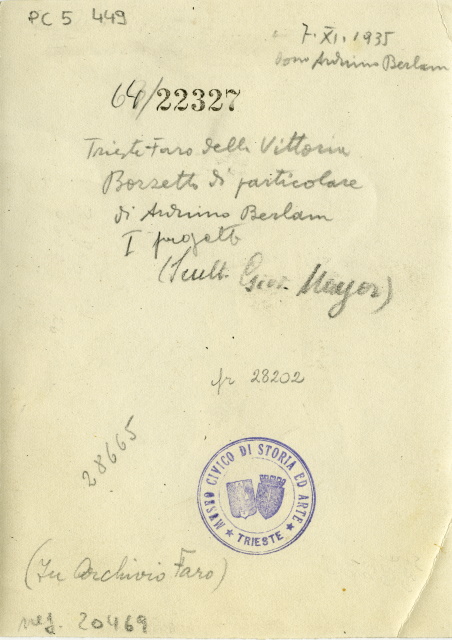 PC 5 449
7. XI. 1935
dono Arduino Berlam
64/22327
Trieste Faro della Vittoria
Bozzetto di particolare
di Arduino Berlam
I progetto
(Scult. Giov. Mayer)
fr 28202
28665
MUSEO CIVICO DI STORIA ED ARTE
★ TRIESTE ★
(In Archivio Faro)
neg. 20469